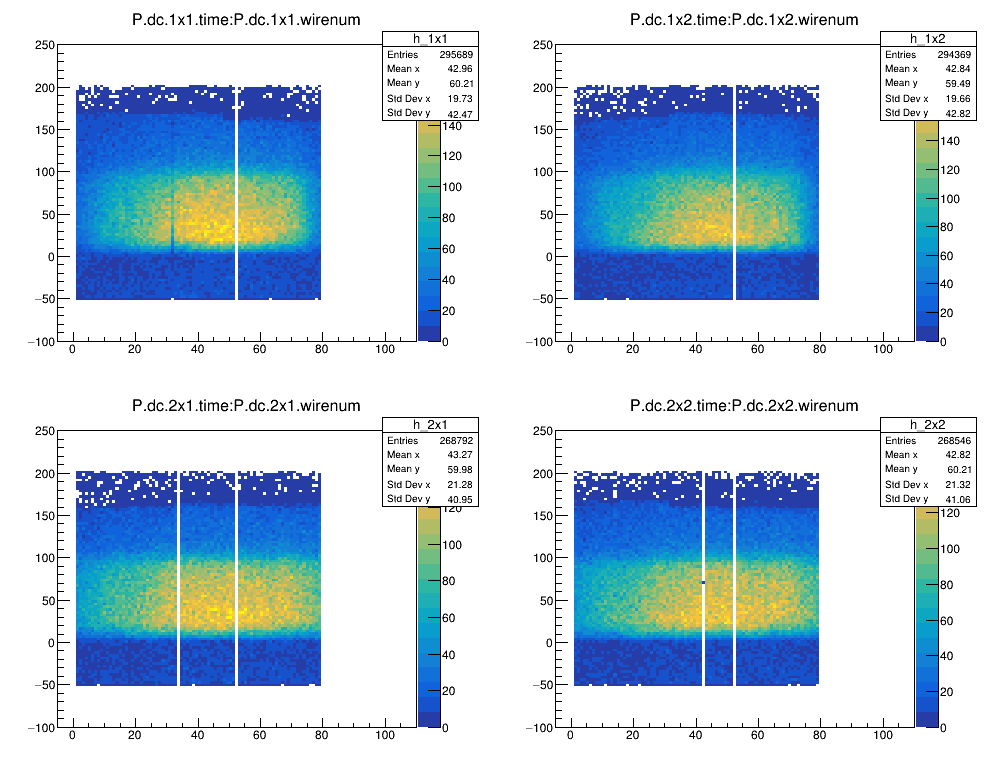 P.dc.1x1.time:P.dc.1x1.wirenum
h_1x1
Entries 295689
Mean x 42.96
Mean y 60.21
Std Dev x 19.73
Std Dev y 42.47
250
200
150
100
50
0
−50
−100
0 20 40 60 80 100
140
120
100
80
60
40
20
0
P.dc.1x2.time:P.dc.1x2.wirenum
h_1x2
Entries 294369
Mean x 42.84
Mean y 59.49
Std Dev x 19.66
Std Dev y 42.82
250
200
150
100
50
0
−50
−100
0 20 40 60 80 100
140
120
100
80
60
40
20
0
P.dc.2x1.time:P.dc.2x1.wirenum
h_2x1
Entries 268792
Mean x 43.27
Mean y 59.98
Std Dev x 21.28
Std Dev y 40.95
250
200
150
100
50
0
−50
−100
0 20 40 60 80 100
120
100
80
60
40
20
0
P.dc.2x2.time:P.dc.2x2.wirenum
h_2x2
Entries 268546
Mean x 42.82
Mean y 60.21
Std Dev x 21.32
Std Dev y 41.06
250
200
150
100
50
0
−50
−100
0 20 40 60 80 100
120
100
80
60
40
20
0